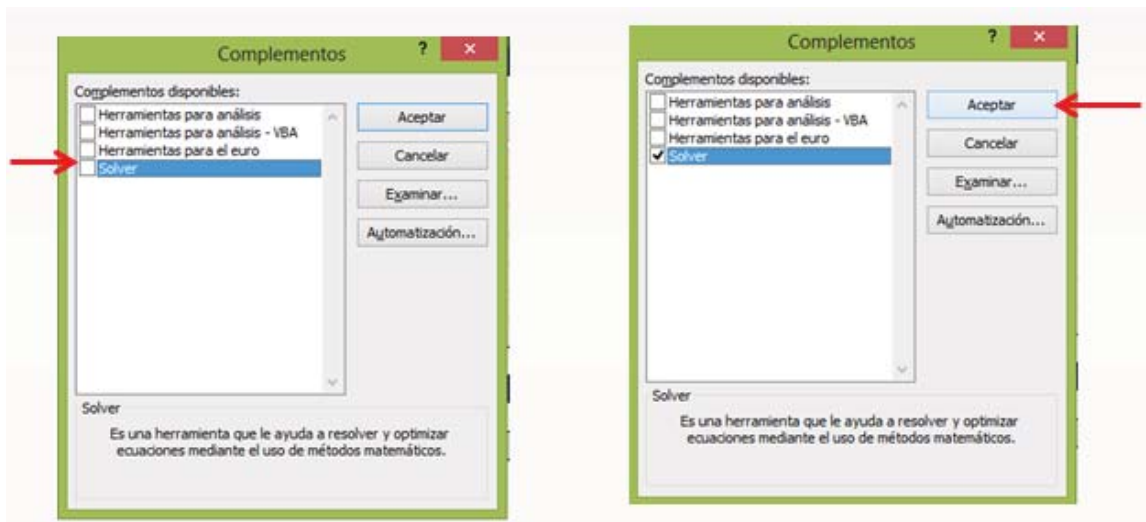 Complementos
?
×
Complementos disponibles:
Herramientas para análisis
Herramientas para análisis - VBA
Herramientas para el euro
Solver
Aceptar
Cancelar
Examinar...
Automatización...
Solver
Es una herramienta que le ayuda a resolver y optimizar
ecuaciones mediante el uso de métodos matemáticos.
Complementos
?
×
Complementos disponibles:
Herramientas para análisis
Herramientas para análisis - VBA
Herramientas para el euro
Solver
Aceptar
Cancelar
Examinar...
Automatización...
Solver
Es una herramienta que le ayuda a resolver y optimizar
ecuaciones mediante el uso de métodos matemáticos.